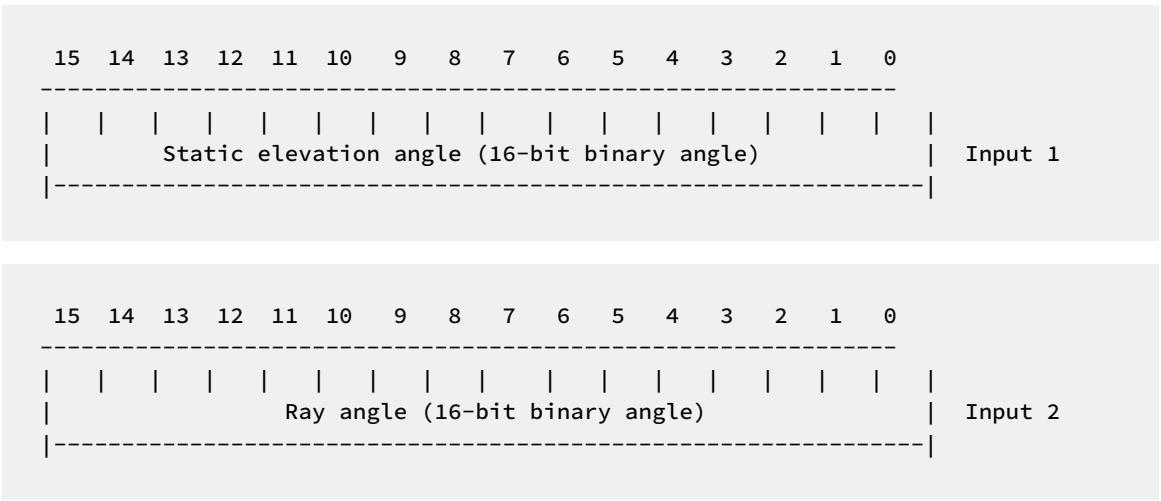 15 14 13 12 11 10 9 8 7 6 5 4 3 2 1 0
---------------------------------------------------------------
| | | | | | | | | | | | | | | | |
| Static elevation angle (16-bit binary angle) | Input 1
|----------------------------------------------------------------|
15 14 13 12 11 10 9 8 7 6 5 4 3 2 1 0
---------------------------------------------------------------
| | | | | | | | | | | | | | | | |
| Ray angle (16-bit binary angle) | Input 2
|----------------------------------------------------------------|